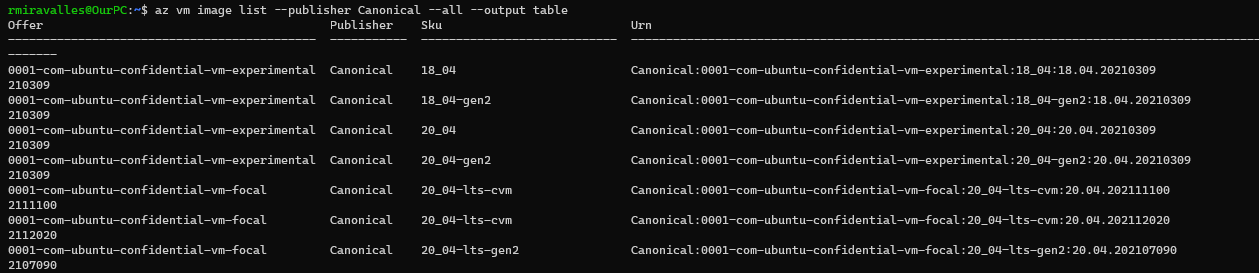 rmiravalles@OurPC:~$ az vm image list --publisher Canonical --all --output table
Offer Publisher Sku Urn
-------------------------------------------- ----------- ---------------------------- ------------------------------------------------------------------------------------------
-------
0001-com-ubuntu-confidential-vm-experimental Canonical 18_04 Canonical:0001-com-ubuntu-confidential-vm-experimental:18_04:18.04.20210309
210309
0001-com-ubuntu-confidential-vm-experimental Canonical 18_04-gen2 Canonical:0001-com-ubuntu-confidential-vm-experimental:18_04-gen2:18.04.20210309
210309
0001-com-ubuntu-confidential-vm-experimental Canonical 20_04 Canonical:0001-com-ubuntu-confidential-vm-experimental:20_04:20.04.20210309
210309
0001-com-ubuntu-confidential-vm-experimental Canonical 20_04-gen2 Canonical:0001-com-ubuntu-confidential-vm-experimental:20_04-gen2:20.04.20210309
210309
0001-com-ubuntu-confidential-vm-focal Canonical 20_04-lts-cvm Canonical:0001-com-ubuntu-confidential-vm-focal:20_04-lts-cvm:20.04.202111100
2111100
0001-com-ubuntu-confidential-vm-focal Canonical 20_04-lts-cvm Canonical:0001-com-ubuntu-confidential-vm-focal:20_04-lts-cvm:20.04.202112020
2112020
0001-com-ubuntu-confidential-vm-focal Canonical 20_04-lts-gen2 Canonical:0001-com-ubuntu-confidential-vm-focal:20_04-lts-gen2:20.04.202107090
2107090